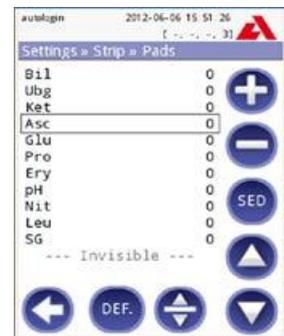 autologin 2012-06-06 15 51 26
[ -, -, -, 3]
Settings » Strip » Pads
Bil 0
Ubg 0
Ket 0
Asc 0
Glu 0
Pro 0
Ery 0
pH 0
Nit 0
Leu 0
SG 0
--- Invisible ---
SED
DEF.